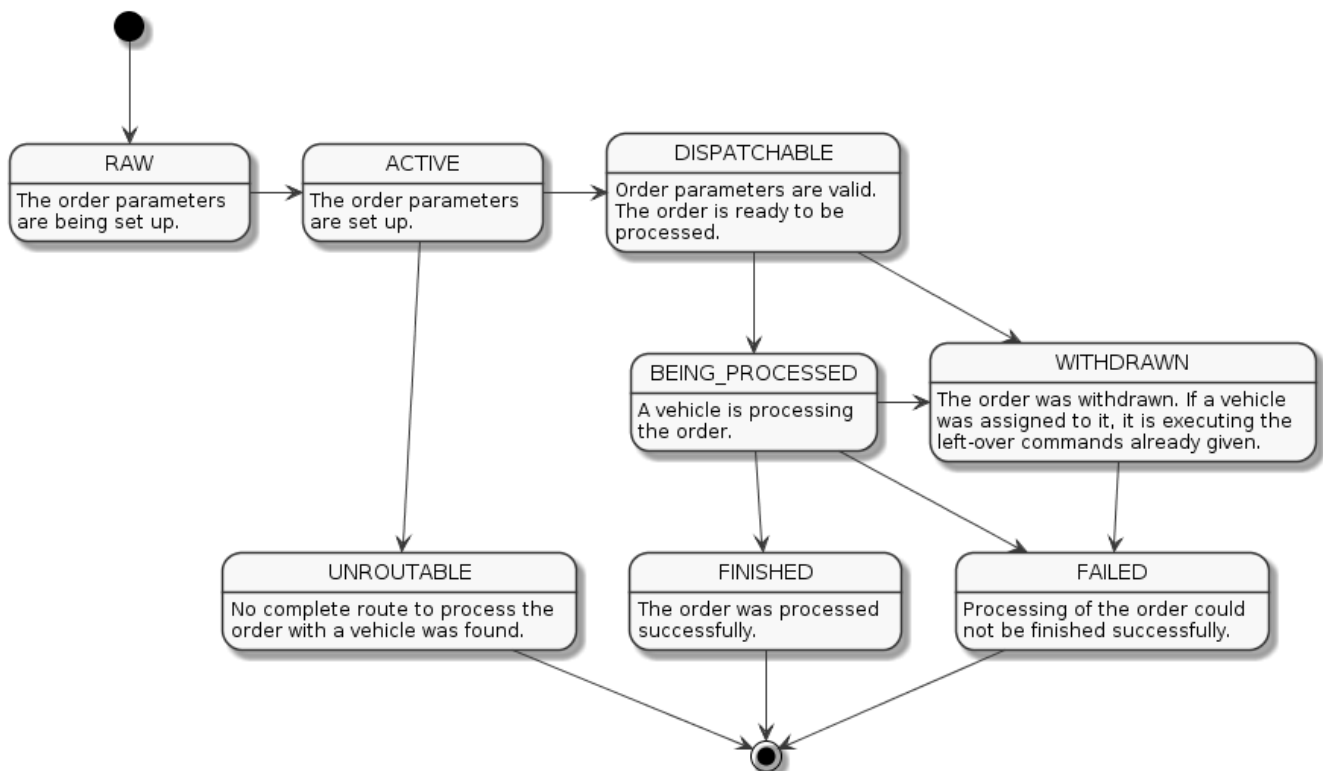 RAW
The order parameters
are being set up.
ACTIVE
The order parameters
are set up.
DISPATCHABLE
Order parameters are valid.
The order is ready to be
processed.
BEING_PROCESSED
A vehicle is processing
the order.
WITHDRAWN
The order was withdrawn. If a vehicle
was assigned to it, it is executing the
left-over commands already given.
UNROUTABLE
No complete route to process the
order with a vehicle was found.
FINISHED
The order was processed
successfully.
FAILED
Processing of the order could
not be finished successfully.